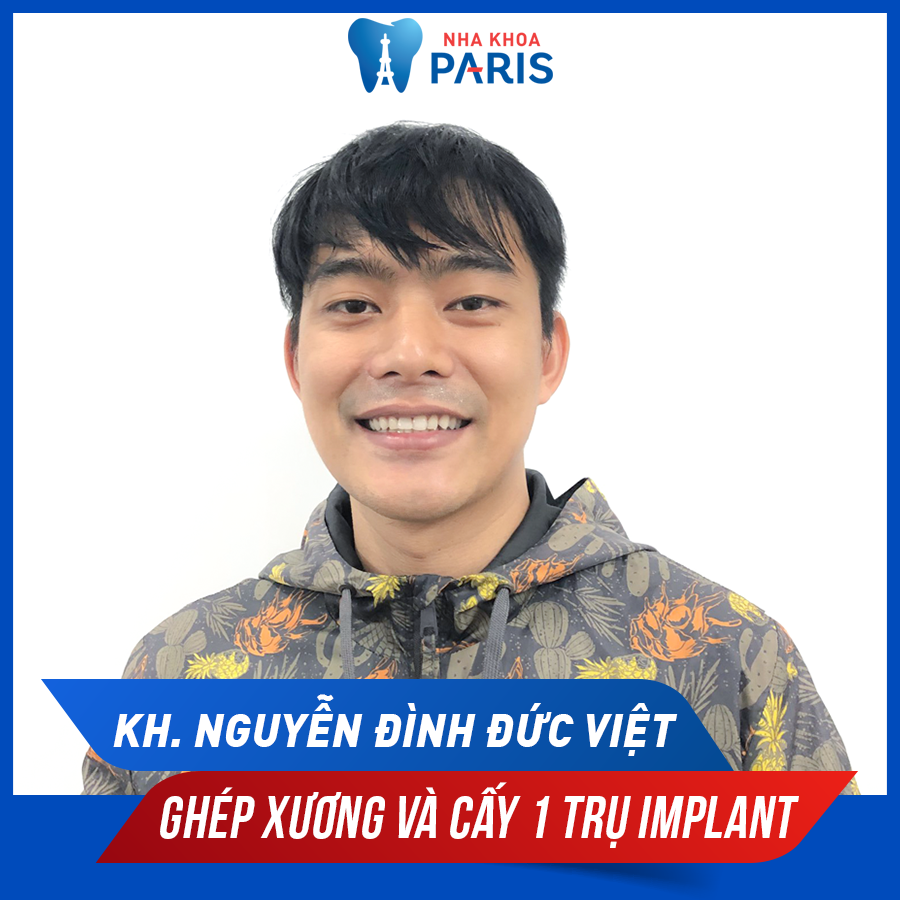 NHA KHOA
PARIS
KH. NGUYỄN ĐÌNH ĐỨC VIỆT
GHÉP XƯƠNG VÀ CẤY 1 TRỤ IMPLANT